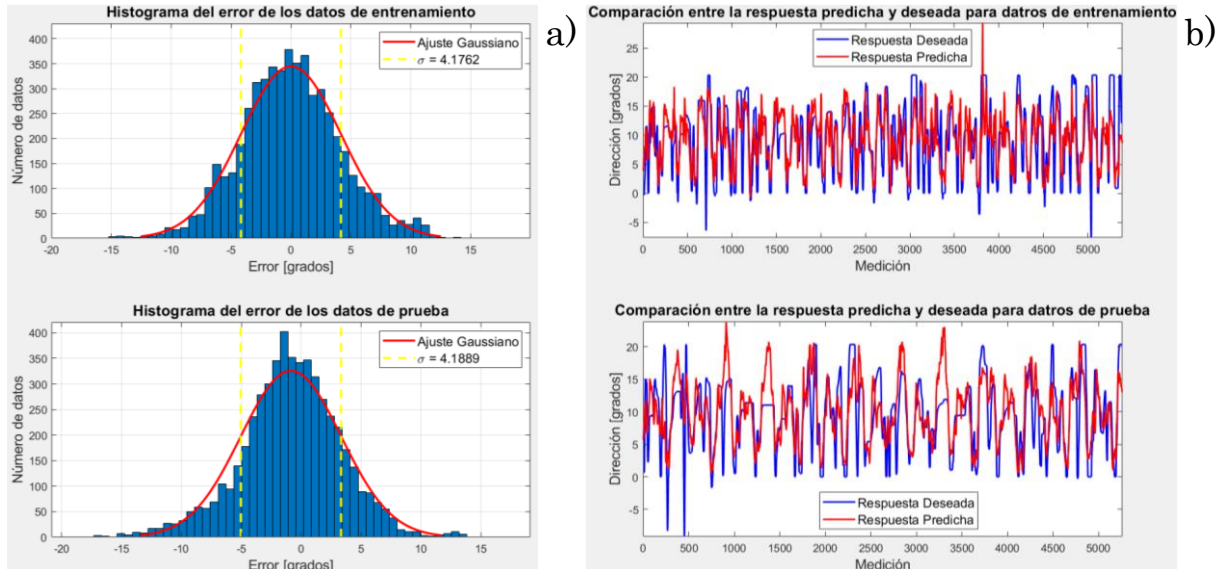 Histograma del error de los datos de entrenamiento
400
350
300
250
200
150
100
50
0
Número de datos
Ajuste Gaussiano
σ = 4.1762
-20 -15 -10 -5 0 5 10 15
Error [grados]
a)
Comparación entre la respuesta predicha y deseada para datros de entrenamiento
25
20
15
10
5
0
-5
Dirección [grados]
Respuesta Deseada
Respuesta Predicha
0 500 1000 1500 2000 2500 3000 3500 4000 4500 5000
Medición
b)
Histograma del error de los datos de prueba
400
350
300
250
200
150
100
50
0
Número de datos
Ajuste Gaussiano
σ = 4.1889
-20 -15 -10 -5 0 5 10 15
Error [grados]
Comparación entre la respuesta predicha y deseada para datros de prueba
20
15
10
5
0
-5
Dirección [grados]
Respuesta Deseada
Respuesta Predicha
0 500 1000 1500 2000 2500 3000 3500 4000 4500 5000
Medición